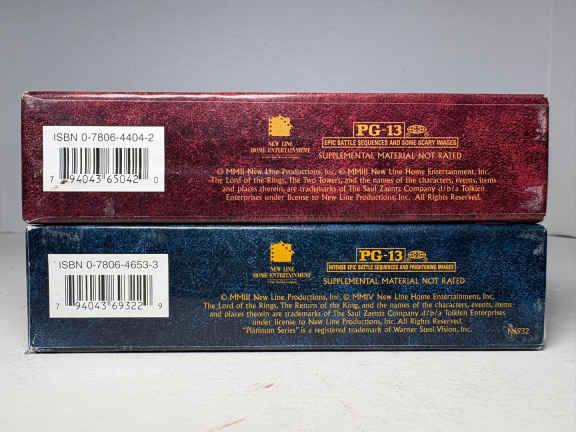 ISBN 0-7806-4404-2
7 94043 65042 0
NEW LINE
HOME ENTERTAINMENT
PG-13
EPIC BATTLE SEQUENCES AND SOME SCARY IMAGES
SUPPLEMENTAL MATERIAL NOT RATED
© MMII New Line Productions, Inc. © MMIII New Line Home Entertainment, Inc.
The Lord of the Rings, The Two Towers, and the names of the characters, events, items
and places therein, are trademarks of The Saul Zaentz Company d/b/a Tolkien
Enterprises under license to New Line Productions, Inc. All Rights Reserved.
ISBN 0-7806-4653-3
7 94043 69322 9
NEW LINE
HOME ENTERTAINMENT
PG-13
INTENSE EPIC BATTLE SEQUENCES AND FRIGHTENING IMAGES
SUPPLEMENTAL MATERIAL NOT RATED
© MMIII New Line Productions, Inc. © MMIV New Line Home Entertainment, Inc.
The Lord of the Rings, The Return of the King, and the names of the characters, events, items
and places therein, are trademarks of The Saul Zaentz Company d/b/a Tolkien Enterprises
under license to New Line Productions, Inc. All Rights Reserved.
"Platinum Series" is a registered trademark of Warner Steel Vision, Inc.
N6932